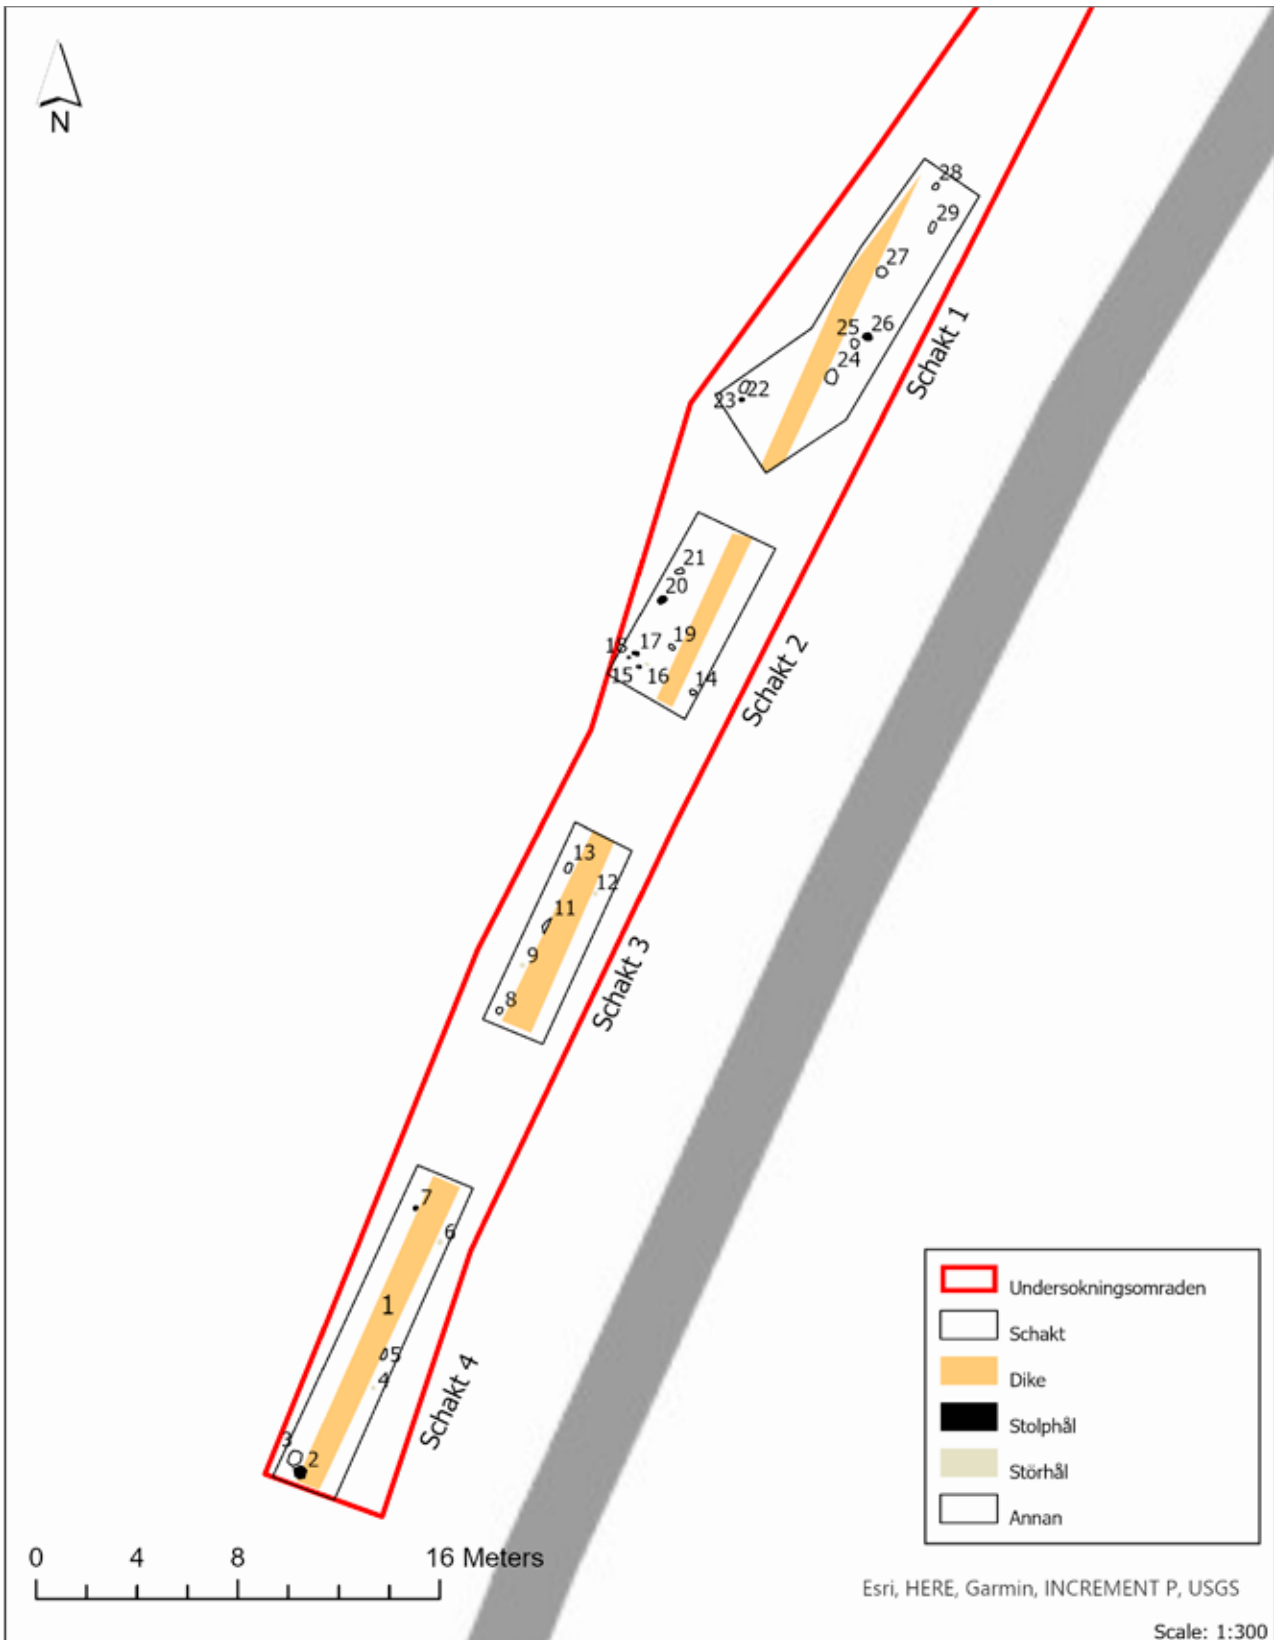 N
28
29
27
25 26
24
22
23
Schakt 1
21
20
18 17 19
15 16 14
Schakt 2
13
12
11
9
8
Schakt 3
7
6
1
5
4
3
2
Schakt 4
Undersokningsomraden
Schakt
Dike
Stolphål
Störhål
Annan
0 4 8 16 Meters
Esri, HERE, Garmin, INCREMENT P, USGS
Scale: 1:300